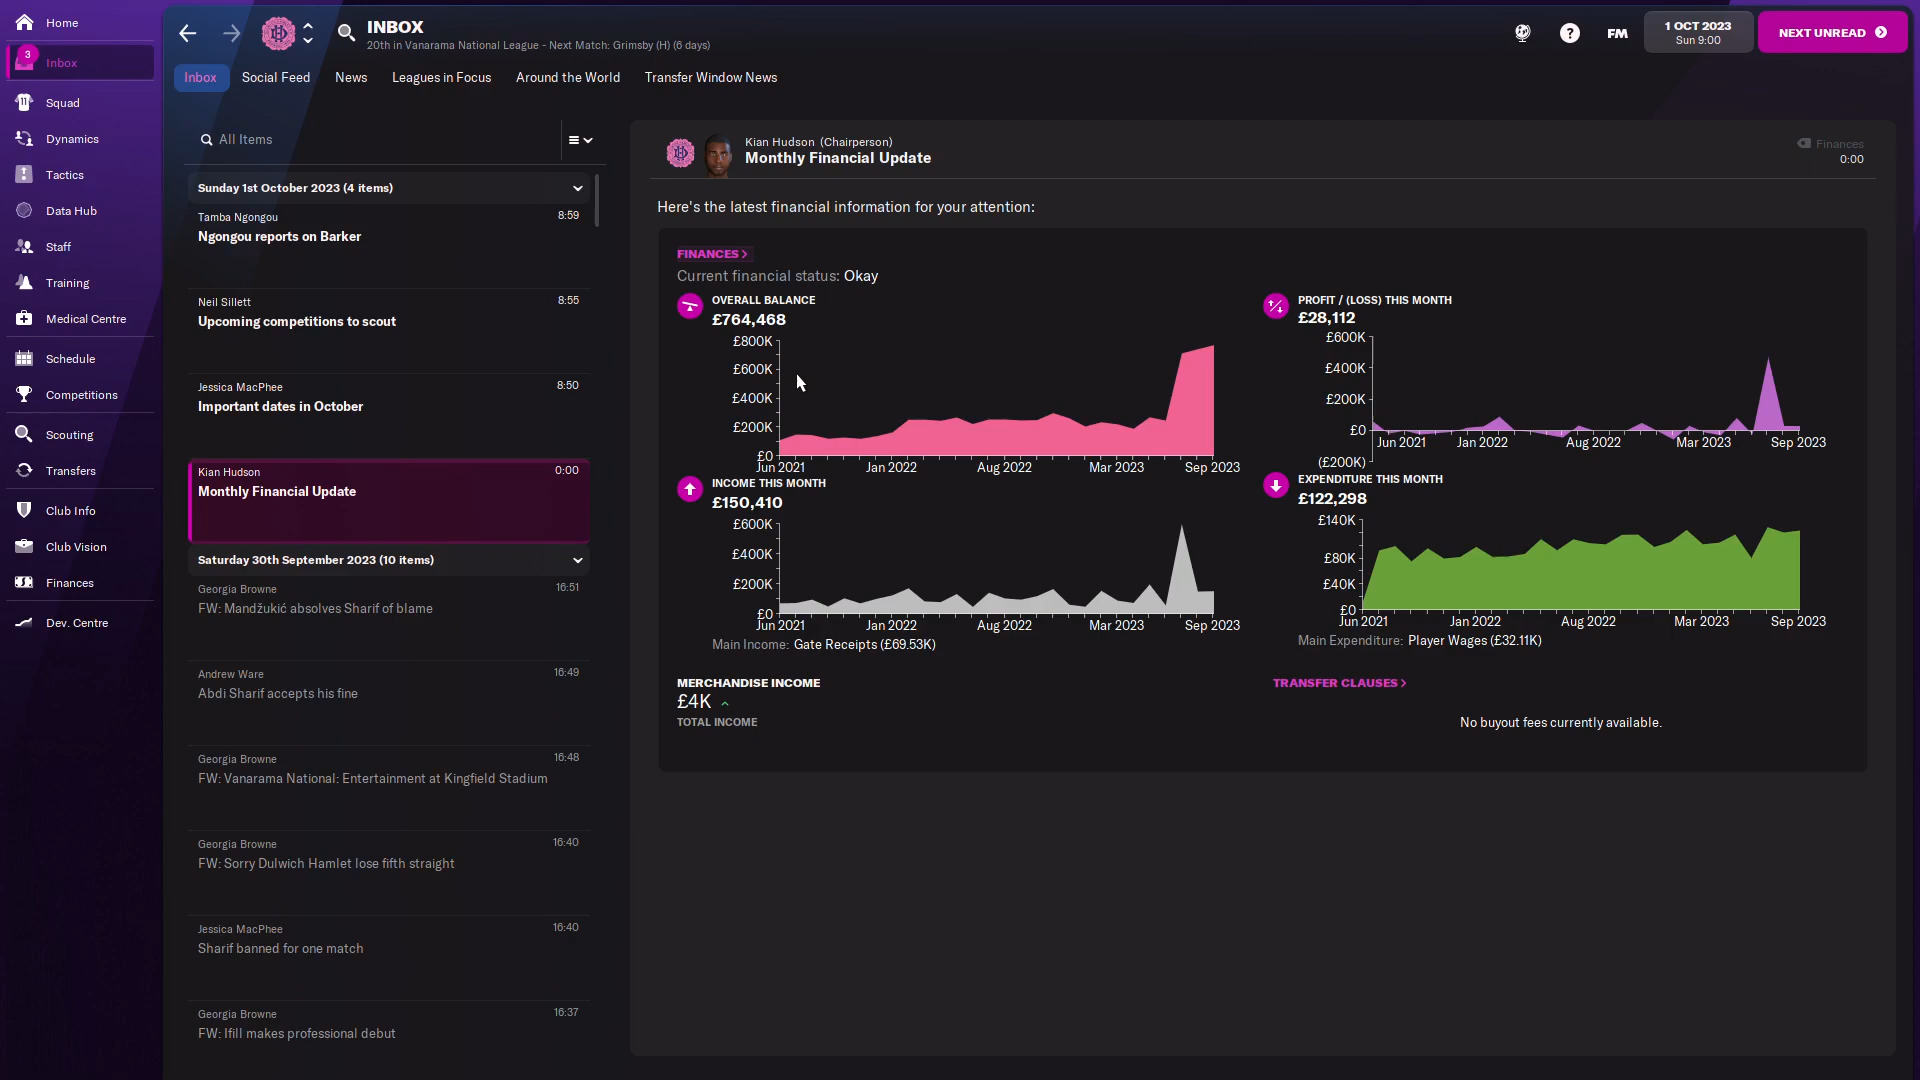 Home
3
Inbox
Squad
Dynamics
Tactics
Data Hub
Staff
Training
Medical Centre
Schedule
Competitions
Scouting
Transfers
Club Info
Club Vision
Finances
Dev. Centre
INBOX
20th in Vanarama National League - Next Match: Grimsby (H) (6 days)
FM
1 OCT 2023
Sun 9:00
NEXT UNREAD
Inbox
Social Feed
News
Leagues in Focus
Around the World
Transfer Window News
All Items
Sunday 1st October 2023 (4 items)
Tamba Ngongou 8:59
Ngongou reports on Barker
Neil Sillett 8:55
Upcoming competitions to scout
Jessica MacPhee 8:50
Important dates in October
Kian Hudson 0:00
Monthly Financial Update
Saturday 30th September 2023 (10 items)
Georgia Browne 16:51
FW: Mandžukić absolves Sharif of blame
Andrew Ware 16:49
Abdi Sharif accepts his fine
Georgia Browne 16:48
FW: Vanarama National: Entertainment at Kingfield Stadium
Georgia Browne 16:40
FW: Sorry Dulwich Hamlet lose fifth straight
Jessica MacPhee 16:40
Sharif banned for one match
Georgia Browne 16:37
FW: Ifill makes professional debut
Kian Hudson (Chairperson)
Monthly Financial Update
Finances
0:00
Here's the latest financial information for your attention:
FINANCES >
Current financial status: Okay
OVERALL BALANCE
£764,468
£800K
£600K
£400K
£200K
£0
Jun 2021 Jan 2022 Aug 2022 Mar 2023 Sep 2023
PROFIT / (LOSS) THIS MONTH
£28,112
£600K
£400K
£200K
£0
(£200K)
Jun 2021 Jan 2022 Aug 2022 Mar 2023 Sep 2023
INCOME THIS MONTH
£150,410
£600K
£400K
£200K
£0
Jun 2021 Jan 2022 Aug 2022 Mar 2023 Sep 2023
Main Income: Gate Receipts (£69.53K)
EXPENDITURE THIS MONTH
£122,298
£140K
£80K
£40K
£0
Jun 2021 Jan 2022 Aug 2022 Mar 2023 Sep 2023
Main Expenditure: Player Wages (£32.11K)
MERCHANDISE INCOME
£4K
TOTAL INCOME
TRANSFER CLAUSES >
No buyout fees currently available.